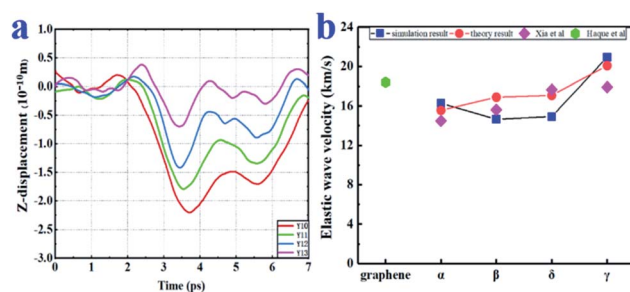 a
Z-displacement (10⁻¹⁰m)
1.0
0.5
0.0
-0.5
-1.0
-1.5
-2.0
-2.5
-3.0
0 1 2 3 4 5 6 7
Time (ps)
Y10
Y11
Y12
Y13
b
simulation result theory result Xia et al Haque et al
Elastic wave velocity (km/s)
24
20
16
12
8
4
0
graphene α β δ γ